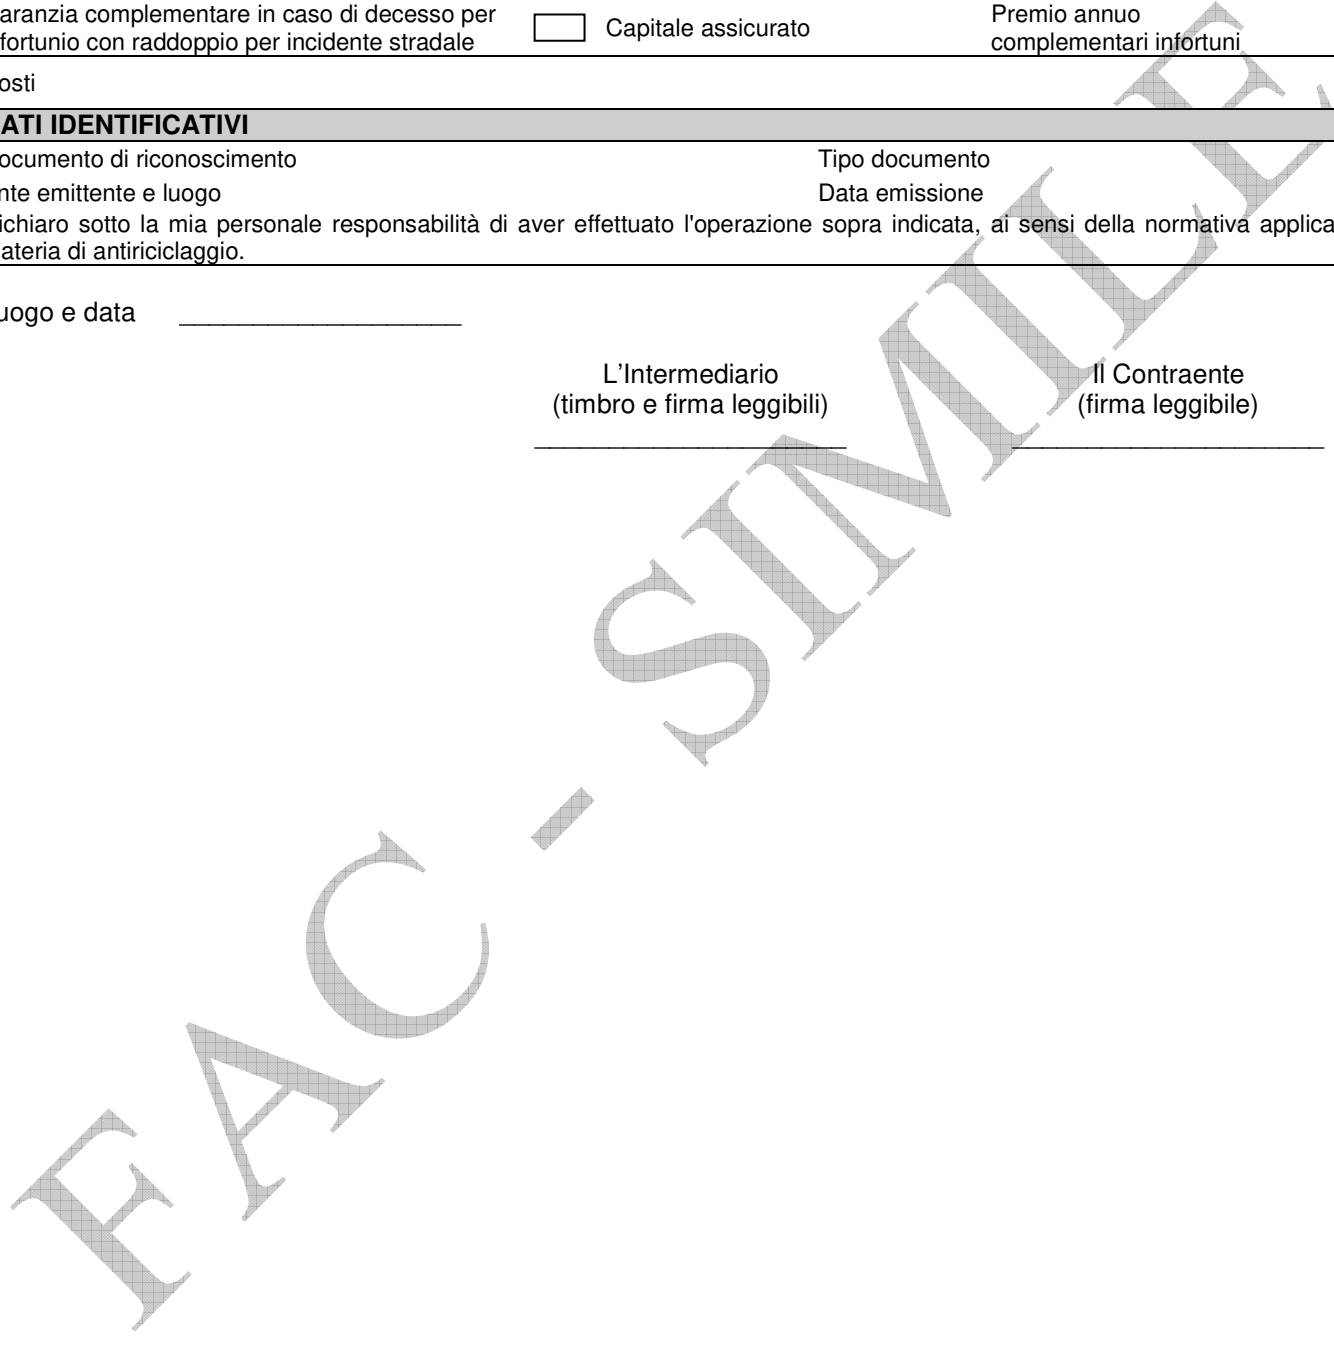 aranzia complementare in caso di decesso per
fortunio con raddoppio per incidente stradale
Capitale assicurato
Premio annuo
complementari infortuni
osti
ATI IDENTIFICATIVI
ocumento di riconoscimento Tipo documento
nte emittente e luogo Data emissione
ichiaro sotto la mia personale responsabilità di aver effettuato l'operazione sopra indicata, ai sensi della normativa applica
ateria di antiriciclaggio.
uogo e data ____________________
L’Intermediario Il Contraente
(timbro e firma leggibili) (firma leggibile)
______________________ ______________________
FAC - SIMILE